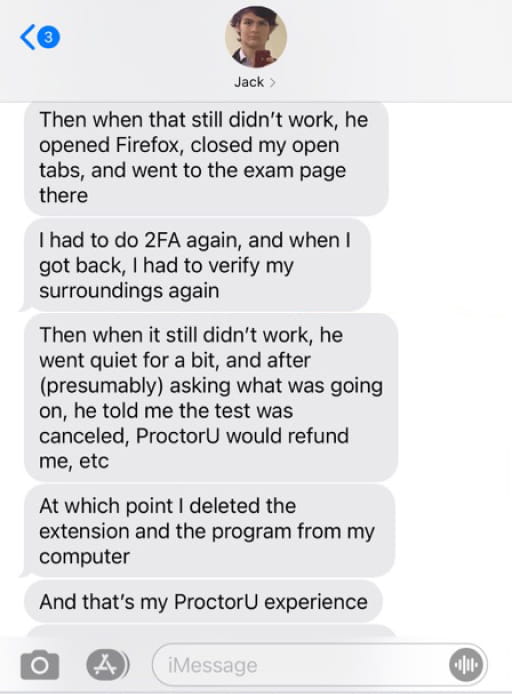 3
Jack
Then when that still didn’t work, he
opened Firefox, closed my open
tabs, and went to the exam page
there
I had to do 2FA again, and when I
got back, I had to verify my
surroundings again
Then when it still didn’t work, he
went quiet for a bit, and after
(presumably) asking what was going
on, he told me the test was
canceled, ProctorU would refund
me, etc
At which point I deleted the
extension and the program from my
computer
And that’s my ProctorU experience
iMessage